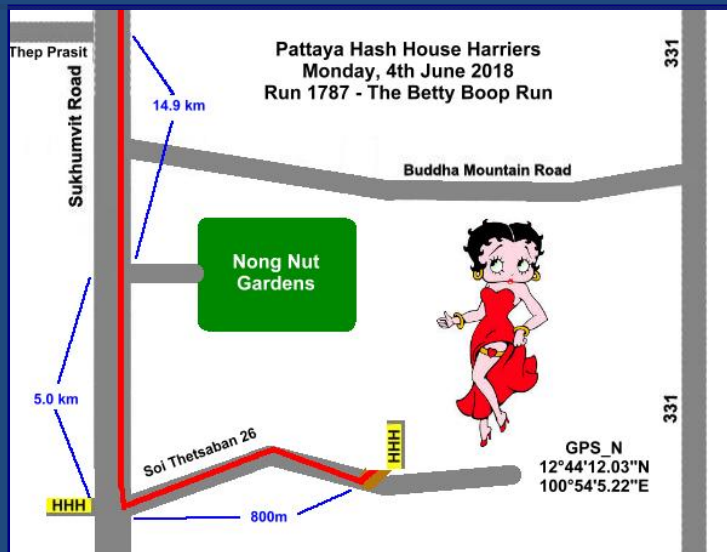 Pattaya Hash House Harriers
Monday, 4th June 2018
Run 1787 - The Betty Boop Run
Thep Prasit
Sukhumvit Road
331
14.9 km
Buddha Mountain Road
Nong Nut
Gardens
5.0 km
331
Soi Thetsaban 26
HHH
GPS_N
12°44'12.03"N
100°54'5.22"E
HHH
800m